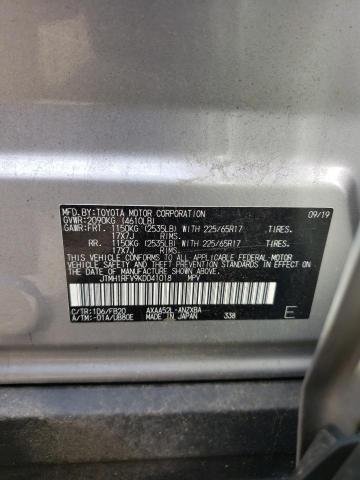 MFD.BY:TOYOTA MOTOR CORPORATION 09/19
GVWR:2090KG (4610LB)
GAWR:FRT. 1150KG (2535LB) WITH 225/65R17 TIRES.
17X7J RIMS.
RR. 1150KG (2535LB) WITH 225/65R17 TIRES.
17X7J RIMS.
THIS VEHICLE CONFORMS TO ALL APPLICABLE FEDERAL MOTOR VEHICLE SAFETY, BUMPER, AND THEFT PREVENTION STANDARDS IN EFFECT ON THE DATE OF MANUFACTURE SHOWN ABOVE.
JTMH1RFV9KD041018 MPV
C/TR:1D6/FB20 AXAA52L-ANZXBA
A/TM:-01A/UB80E MADE IN JAPAN 338 E